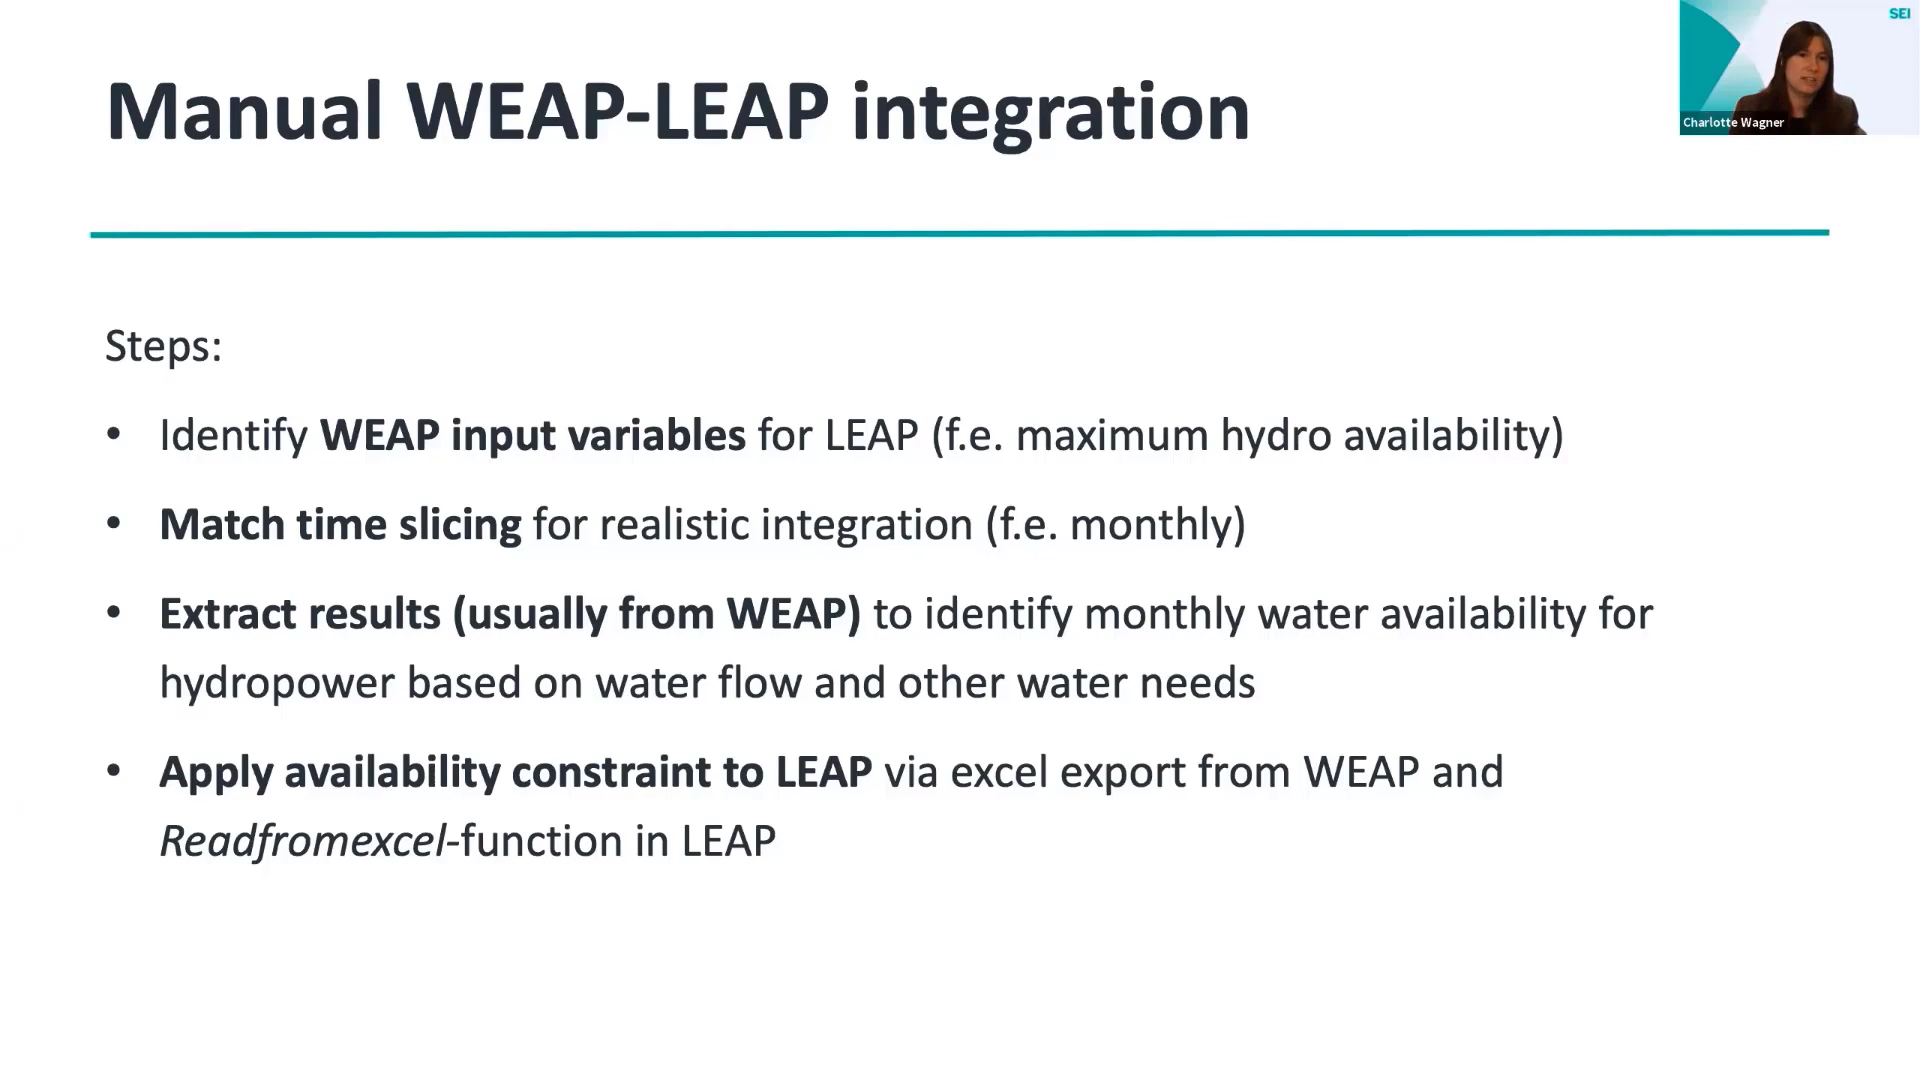 SEI
Charlotte Wagner
Manual WEAP-LEAP integration
Steps:
• Identify WEAP input variables for LEAP (f.e. maximum hydro availability)
• Match time slicing for realistic integration (f.e. monthly)
• Extract results (usually from WEAP) to identify monthly water availability for
hydropower based on water flow and other water needs
• Apply availability constraint to LEAP via excel export from WEAP and
Readfromexcel-function in LEAP